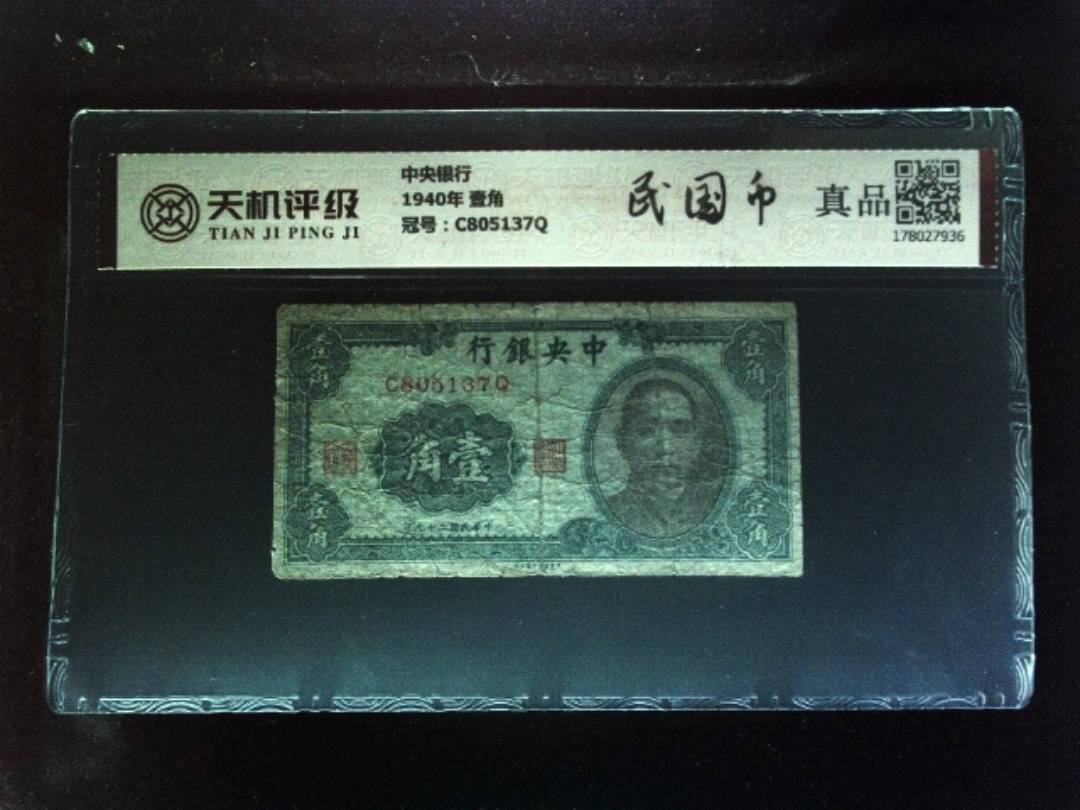 天机评级
TIAN JI PING JI
中央银行
1940年 壹角
冠号：C805137Q
民国币
真品
178027936
行銀央中
C805137Q
壹角
壹角
角壹
壹角
壹角